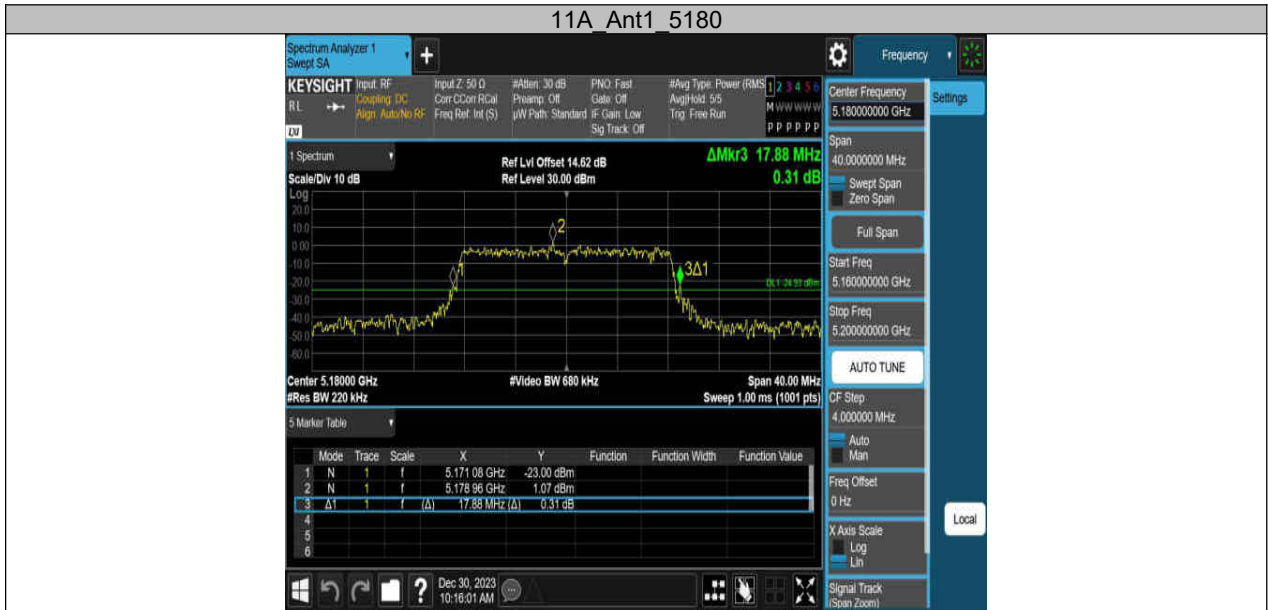 11A_Ant1_5180
Spectrum Analyzer 1
Swept SA
+
Frequency
KEYSIGHT
RL
LXI
Input: RF
Coupling: DC
Align: Auto/No RF
Input Z: 50 Ω
Corr CCorr RCal
Freq Ref: Int (S)
#Atten: 30 dB
Preamp: Off
µW Path: Standard
PNO: Fast
Gate: Off
IF Gain: Low
Sig Track: Off
#Avg Type: Power (RMS
Avg|Hold: 5/5
Trig: Free Run
1 2 3 4 5 6
M W W W W W
P P P P P P
Center Frequency
5.180000000 GHz
Settings
Span
40.0000000 MHz
Swept Span
Zero Span
Full Span
Start Freq
5.160000000 GHz
Stop Freq
5.200000000 GHz
AUTO TUNE
CF Step
4.000000 MHz
Auto
Man
Freq Offset
0 Hz
X Axis Scale
Log
Lin
Signal Track
(Span Zoom)
Local
1 Spectrum
Scale/Div 10 dB
Ref Lvl Offset 14.62 dB
Ref Level 30.00 dBm
ΔMkr3 17.88 MHz
0.31 dB
Log
20.0
10.0
0.00
-10.0
-20.0
-30.0
-40.0
-50.0
-60.0
1
2
3Δ1
DL1 -24.93 dBm
Center 5.18000 GHz
#Video BW 680 kHz
Span 40.00 MHz
#Res BW 220 kHz
Sweep 1.00 ms (1001 pts)
5 Marker Table
Mode Trace Scale X Y Function Function Width Function Value
1 N 1 f 5.171 08 GHz -23.00 dBm
2 N 1 f 5.178 96 GHz 1.07 dBm
3 Δ1 1 f (Δ) 17.88 MHz (Δ) 0.31 dB
4
5
6
?
Dec 30, 2023
10:16:01 AM